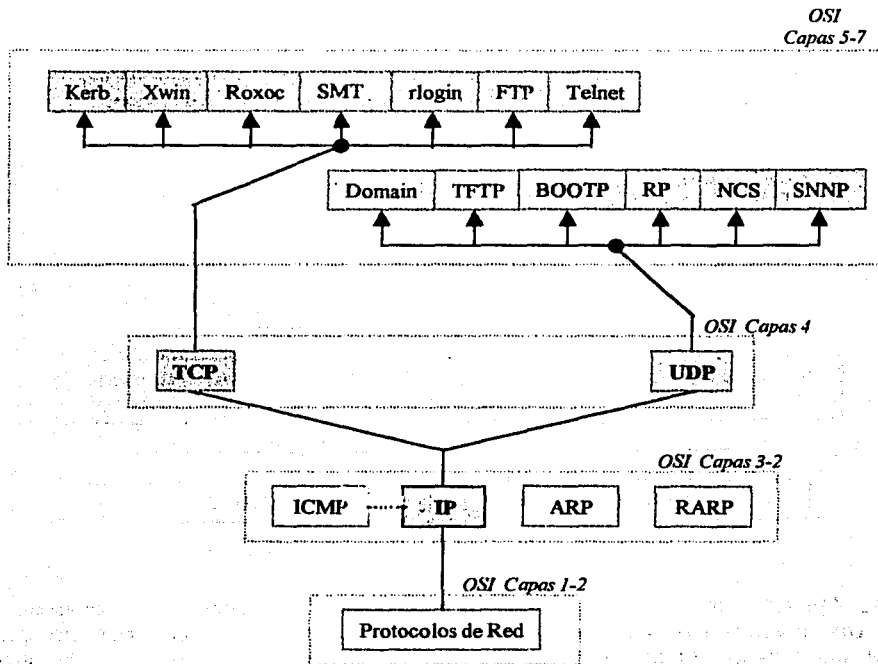 OSI
Capas 5-7
Kerb Xwin Roxoc SMT rlogin FTP Telnet
Domain TFTP BOOTP RP NCS SNNP
OSI Capas 4
TCP UDP
OSI Capas 3-2
ICMP IP ARP RARP
OSI Capas 1-2
Protocolos de Red